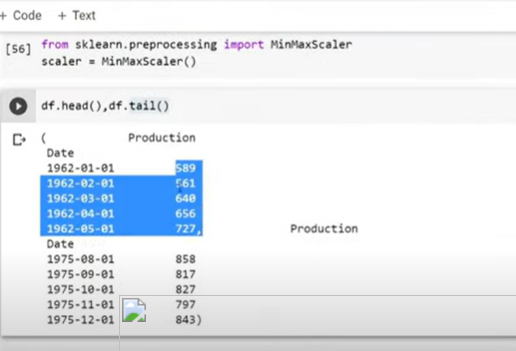 + Code + Text
[56] from sklearn.preprocessing import MinMaxScaler
scaler = MinMaxScaler()
df.head(),df.tail()
( Production
Date
1962-01-01 589
1962-02-01 561
1962-03-01 640
1962-04-01 656
1962-05-01 727, Production
Date
1975-08-01 858
1975-09-01 817
1975-10-01 827
1975-11-01 797
1975-12-01 843)